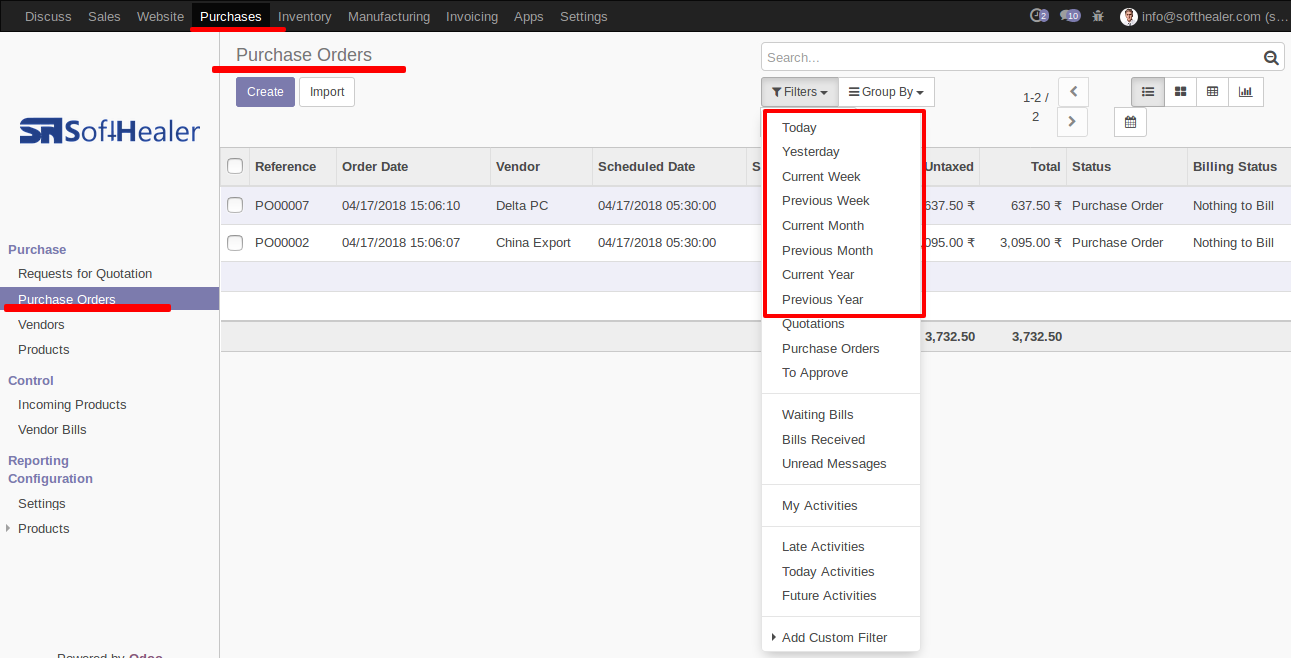 Discuss Sales Website Purchases Inventory Manufacturing Invoicing Apps Settings 2 10 info@softhealer.com (s...
Purchase Orders
Search...
Create Import
Filters Group By
1-2 / 2
SoftHealer
Today
Yesterday
Current Week
Previous Week
Current Month
Previous Month
Current Year
Previous Year
Quotations
Purchase Orders
To Approve
Waiting Bills
Bills Received
Unread Messages
My Activities
Late Activities
Today Activities
Future Activities
Add Custom Filter
Reference Order Date Vendor Scheduled Date S Untaxed Total Status Billing Status
PO00007 04/17/2018 15:06:10 Delta PC 04/17/2018 05:30:00 637.50 ₹ 637.50 ₹ Purchase Order Nothing to Bill
PO00002 04/17/2018 15:06:07 China Export 04/17/2018 05:30:00 ,095.00 ₹ 3,095.00 ₹ Purchase Order Nothing to Bill
3,732.50 3,732.50
Purchase
Requests for Quotation
Purchase Orders
Vendors
Products
Control
Incoming Products
Vendor Bills
Reporting
Configuration
Settings
Products
Powered by Odoo